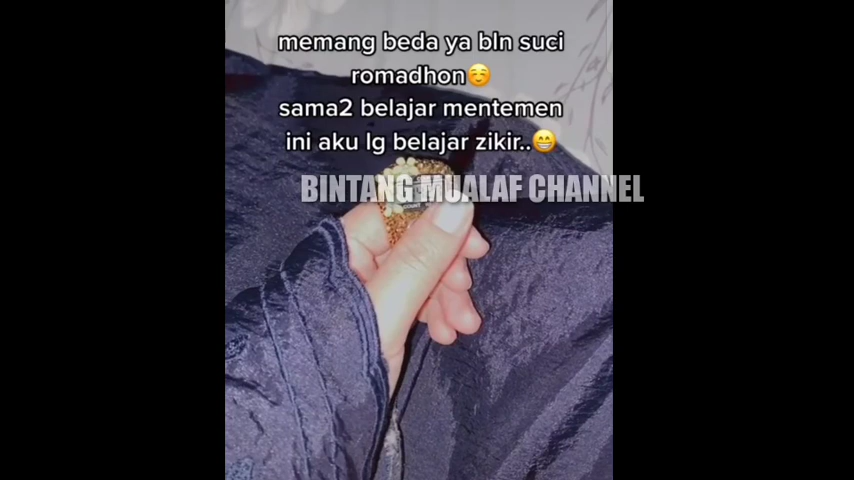 memang beda ya bln suci
romadhon☺️
sama2 belajar mentemen
ini aku lg belajar zikir..😁
BINTANG MUALAF CHANNEL